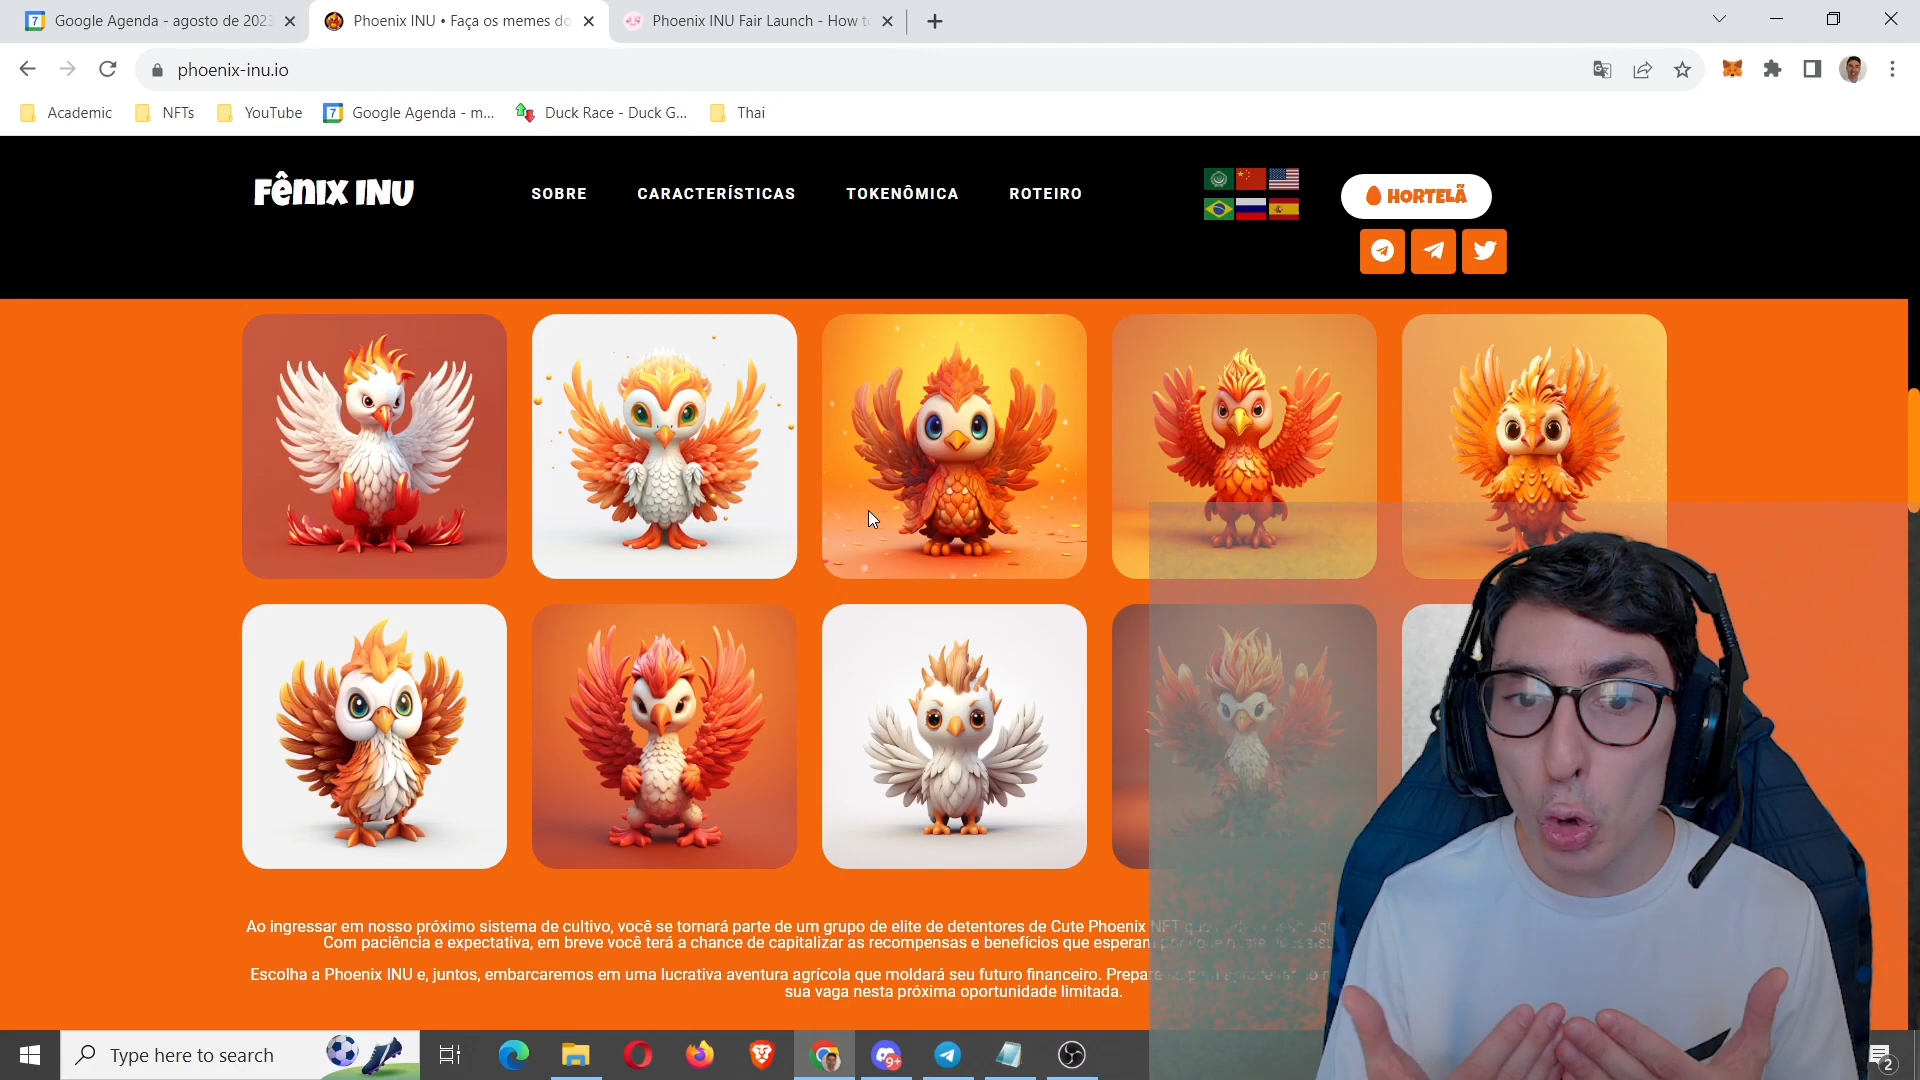 Google Agenda - agosto de 2023
Phoenix INU • Faça os memes do
Phoenix INU Fair Launch - How t
phoenix-inu.io
Academic
NFTs
YouTube
7
Google Agenda - m...
Duck Race - Duck G...
Thai
FÊNIX INU
SOBRE
CARACTERÍSTICAS
TOKENÔMICA
ROTEIRO
HORTELÃ
Ao ingressar em nosso próximo sistema de cultivo, você se tornará parte de um grupo de elite de detentores de Cute Phoenix NFT
Com paciência e expectativa, em breve você terá a chance de capitalizar as recompensas e benefícios que esperam
Escolha a Phoenix INU e, juntos, embarcaremos em uma lucrativa aventura agrícola que moldará seu futuro financeiro.
sua vaga nesta próxima oportunidade limitada.
Type here to search
9+
2